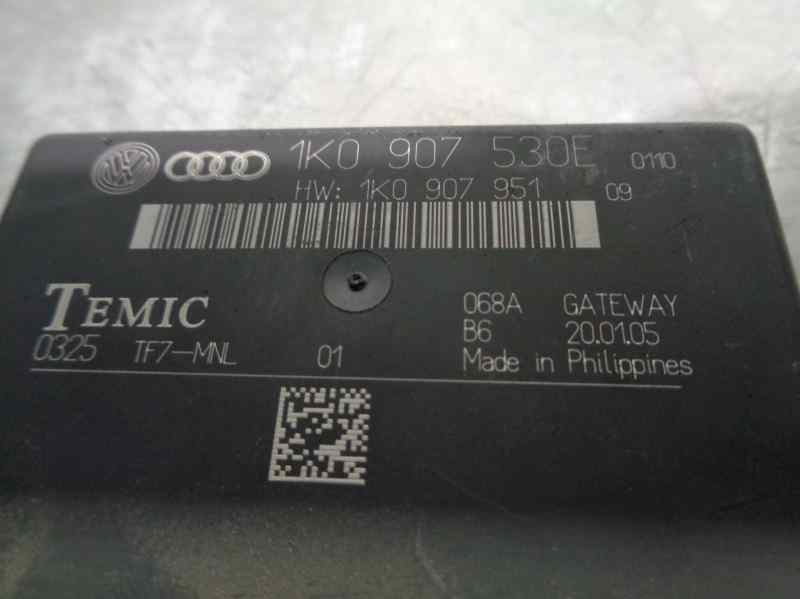 1K0 907 530E 0110
HW: 1K0 907 951 09
TEMIC 068A GATEWAY
B6 20.01.05
0325 TF7-MNL 01 Made in Philippines